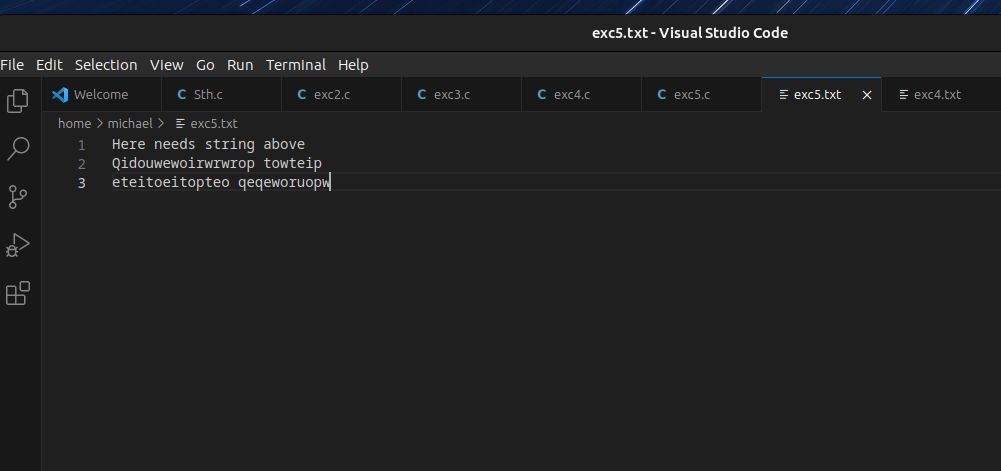 exc5.txt - Visual Studio Code
File Edit Selection View Go Run Terminal Help
Welcome C Sth.c C exc2.c C exc3.c C exc4.c C exc5.c exc5.txt × exc4.txt
home > michael > exc5.txt
1 Here needs string above
2 Qidouwewoirwrwrop towteip
3 eteitoeitopteo qeqeworuopw